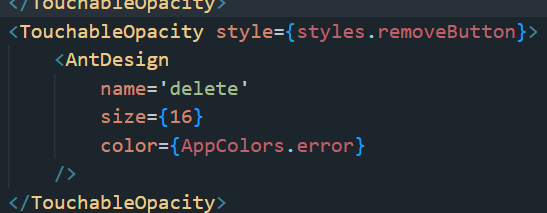 </TouchableOpacity>
<TouchableOpacity style={styles.removeButton}>
<AntDesign
name='delete'
size={16}
color={AppColors.error}
/>
</TouchableOpacity>